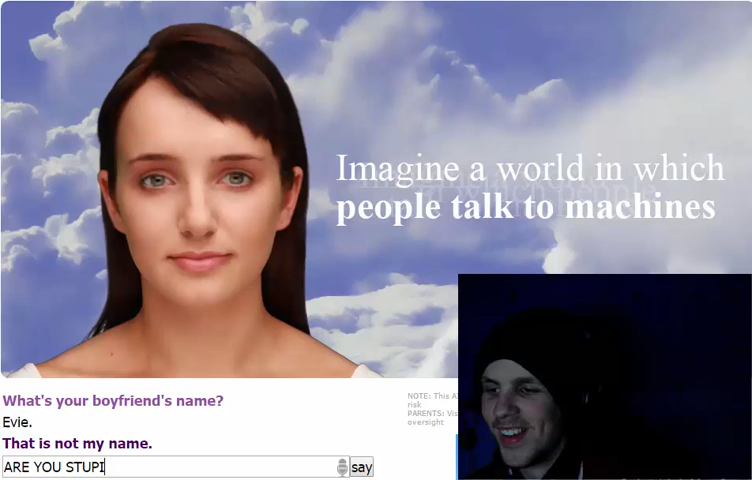 Imagine a world in which
people talk to machines
What's your boyfriend's name?
Evie.
That is not my name.
ARE YOU STUPI
say
NOTE: This A
risk
PARENTS: Vis
oversight